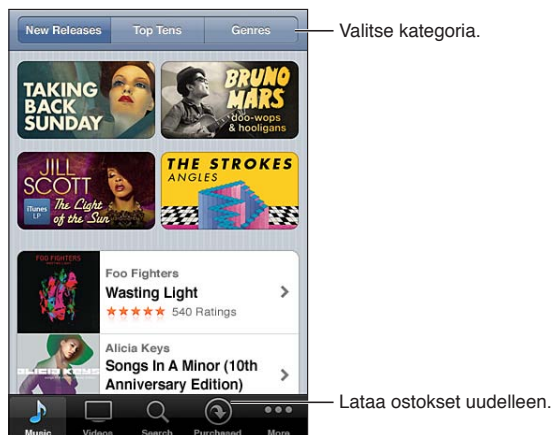 New Releases
Top Tens
Genres
Valitse kategoria.
TAKING
BACK
SUNDAY
BRUNO
MARS
doo-wops
& hooligans
JILL
SCOTT
iTunes
LP
The Light
of the Sun
THE STROKES
ANGLES
FOO FIGHTERS
Foo Fighters
Wasting Light
540 Ratings
ALICIA KEYS
Alicia Keys
Songs In A Minor (10th
Anniversary Edition)
Lataa ostokset uudelleen.
Music
Videos
Search
Purchased
More